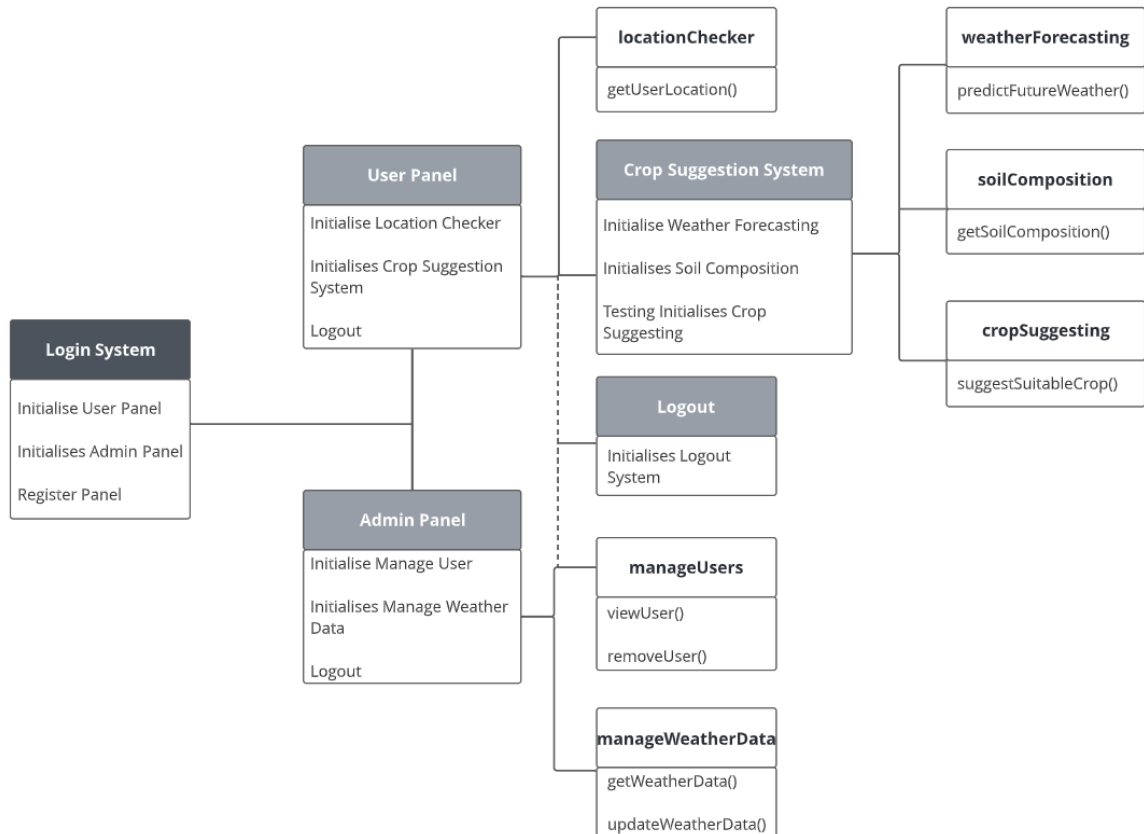 Login System
Initialise User Panel
Initialises Admin Panel
Register Panel
User Panel
Initialise Location Checker
Initialises Crop Suggestion
System
Logout
Admin Panel
Initialise Manage User
Initialises Manage Weather
Data
Logout
locationChecker
getUserLocation()
Crop Suggestion System
Initialise Weather Forecasting
Initialises Soil Composition
Testing Initialises Crop
Suggesting
Logout
Initialises Logout
System
manageUsers
viewUser()
removeUser()
manageWeatherData
getWeatherData()
updateWeatherData()
weatherForecasting
predictFutureWeather()
soilComposition
getSoilComposition()
cropSuggesting
suggestSuitableCrop()